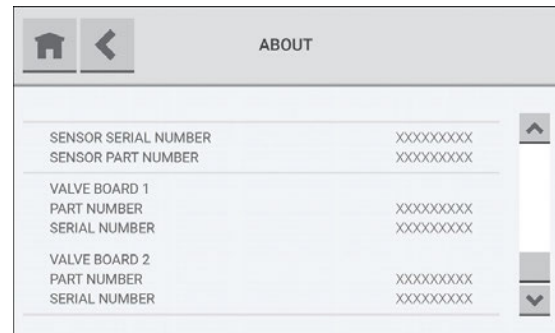 ABOUT
SENSOR SERIAL NUMBER XXXXXXXXX
SENSOR PART NUMBER XXXXXXXXX
VALVE BOARD 1
PART NUMBER XXXXXXXXX
SERIAL NUMBER XXXXXXXXX
VALVE BOARD 2
PART NUMBER XXXXXXXXX
SERIAL NUMBER XXXXXXXXX